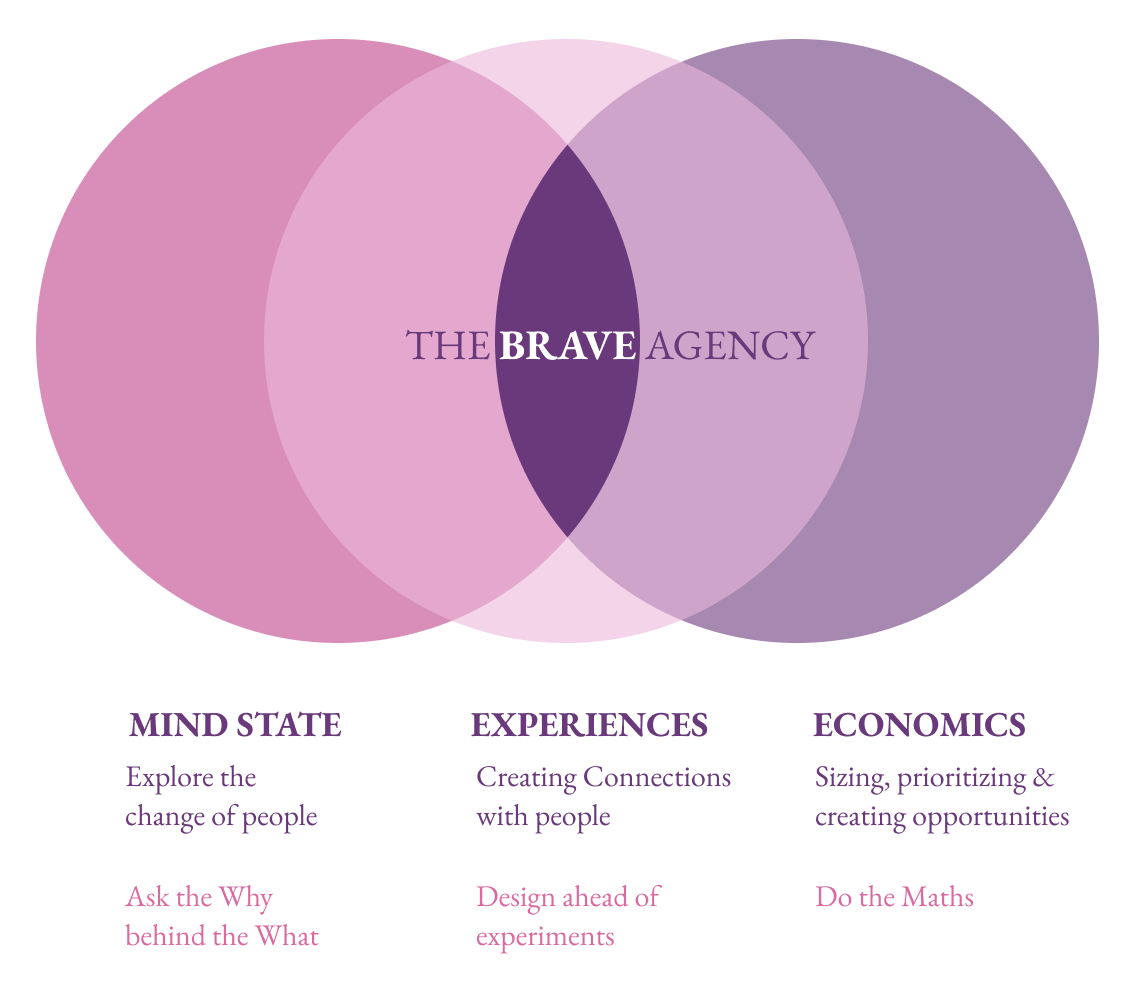 THE BRAVE AGENCY
MIND STATE
Explore the
change of people
Ask the Why
behind the What
EXPERIENCES
Creating Connections
with people
Design ahead of
experiments
ECONOMICS
Sizing, prioritizing &
creating opportunities
Do the Maths